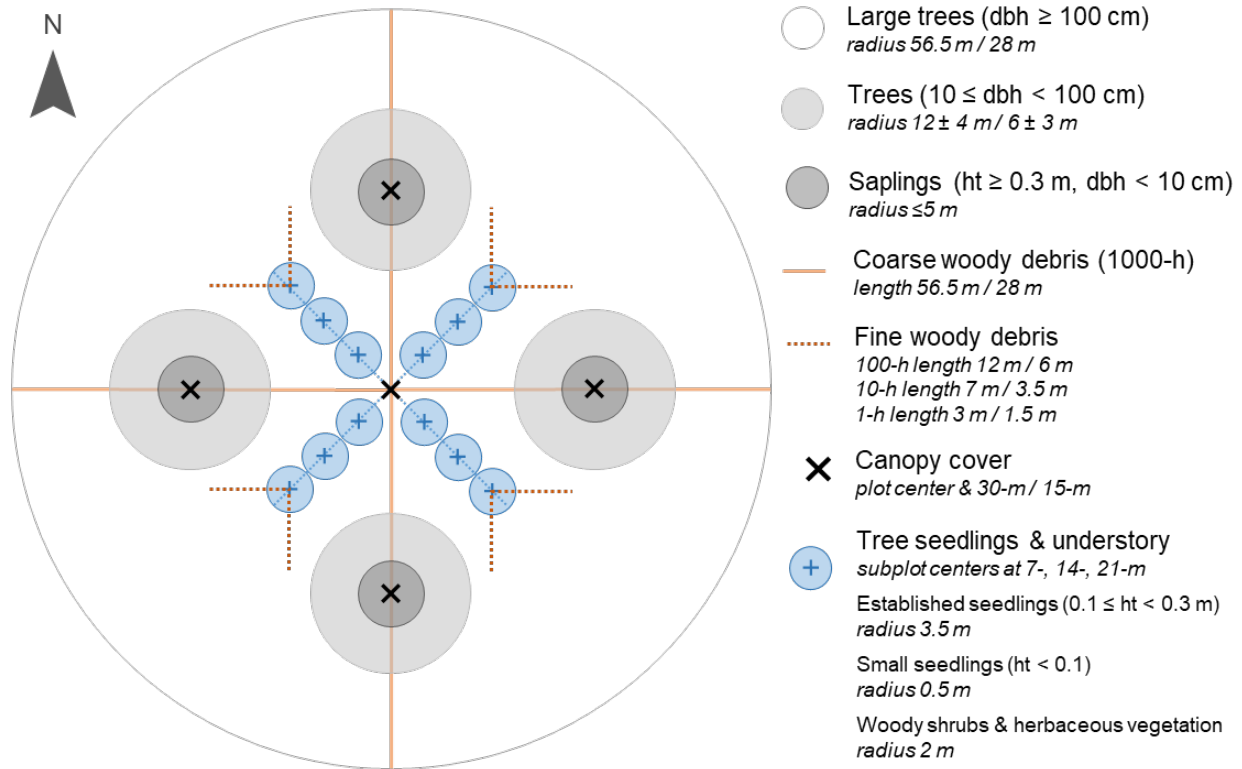 N
Large trees (dbh ≥ 100 cm)
radius 56.5 m / 28 m
Trees (10 ≤ dbh < 100 cm)
radius 12 ± 4 m / 6 ± 3 m
Saplings (ht ≥ 0.3 m, dbh < 10 cm)
radius ≤5 m
Coarse woody debris (1000-h)
length 56.5 m / 28 m
Fine woody debris
100-h length 12 m / 6 m
10-h length 7 m / 3.5 m
1-h length 3 m / 1.5 m
Canopy cover
plot center & 30-m / 15-m
Tree seedlings & understory
subplot centers at 7-, 14-, 21-m
Established seedlings (0.1 ≤ ht < 0.3 m)
radius 3.5 m
Small seedlings (ht < 0.1)
radius 0.5 m
Woody shrubs & herbaceous vegetation
radius 2 m